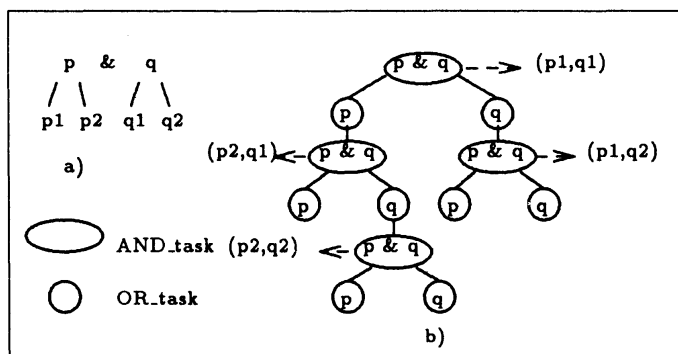 p & q
p1 p2 q1 q2
a)
p & q (p1,q1)
p q
(p2,q1) p & q p & q (p1,q2)
p q p q
AND_task (p2,q2) p & q
OR_task p q
b)